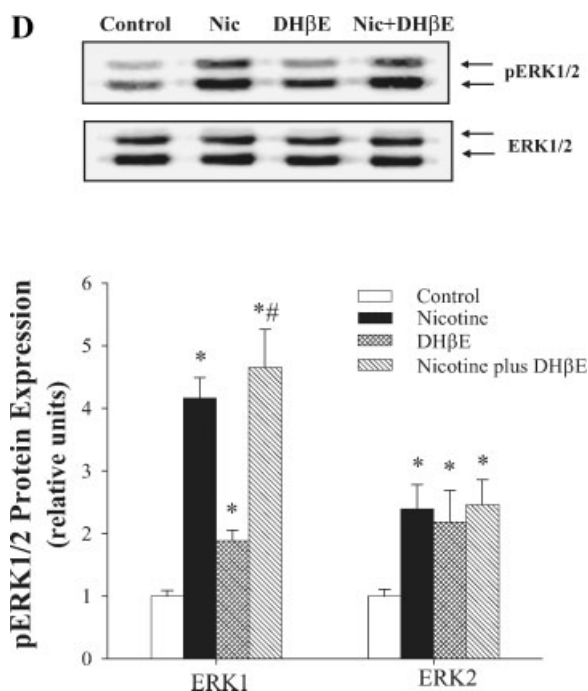 D
Control Nic DHβE Nic+DHβE
pERK1/2
ERK1/2
pERK1/2 Protein Expression
(relative units)
6
5
4
3
2
1
0
*
*
*#
*
*
*
Control
Nicotine
DHβE
Nicotine plus DHβE
ERK1 ERK2